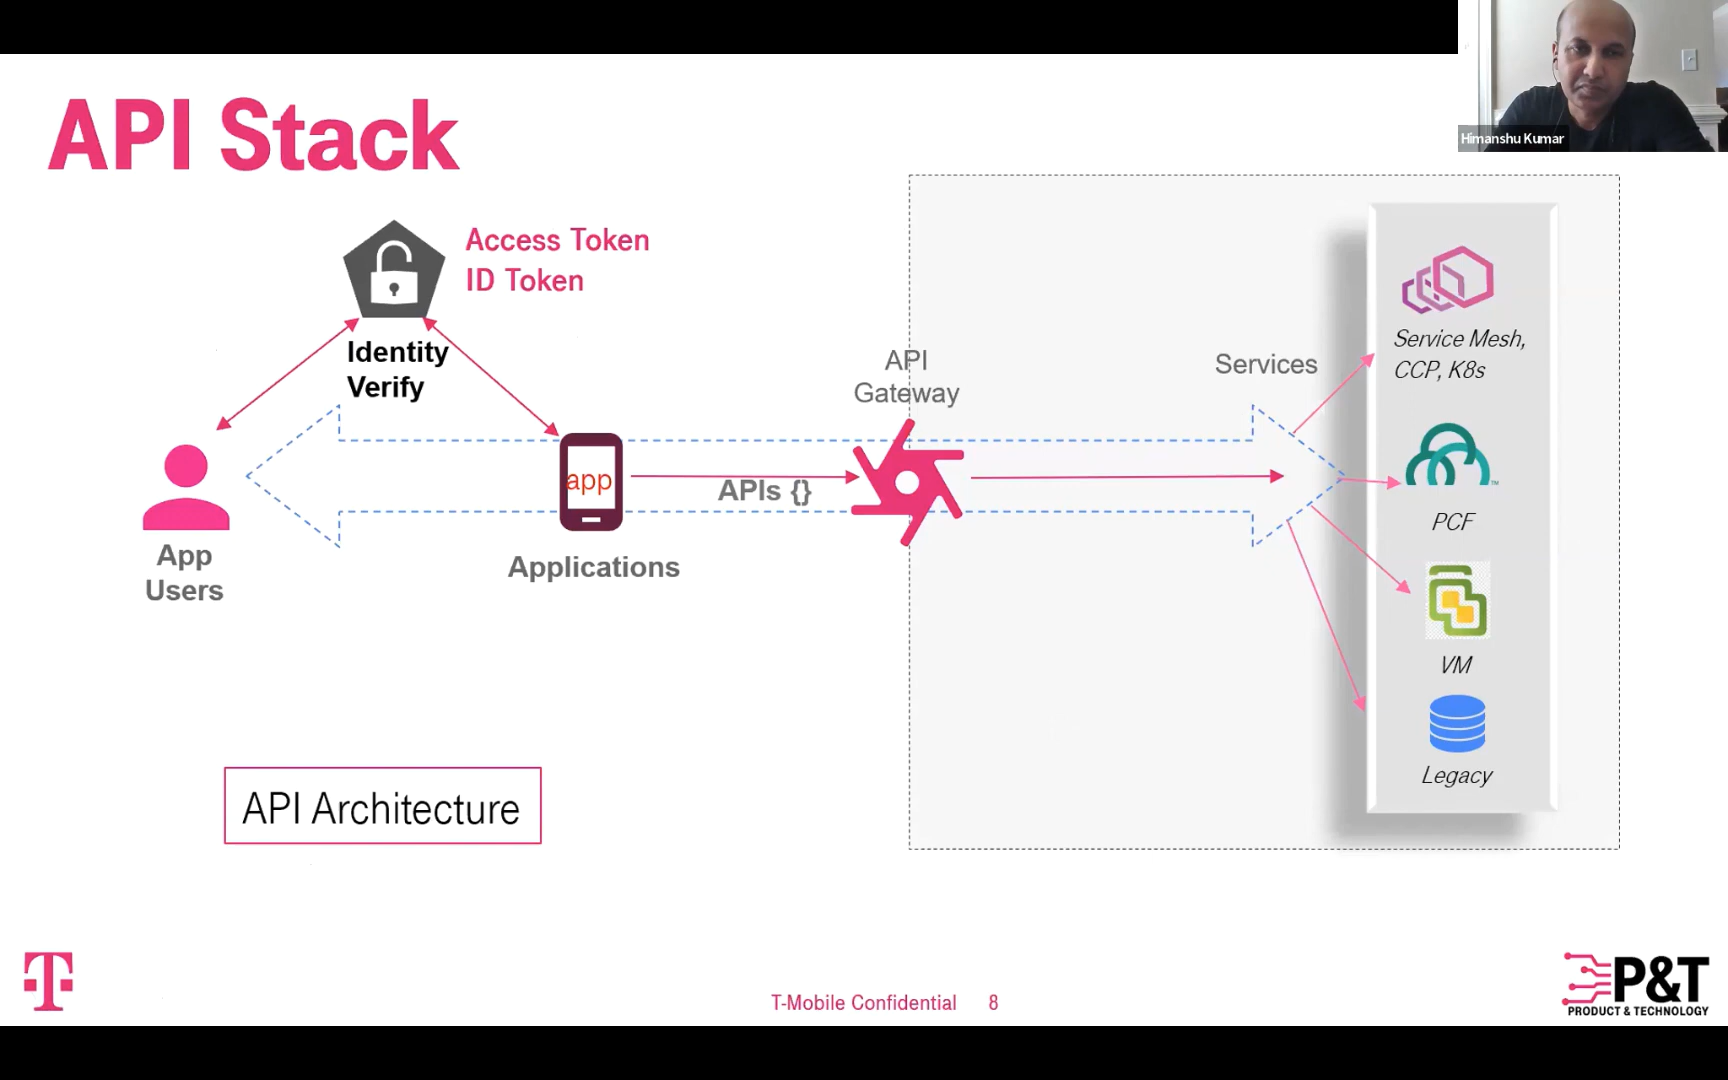 Himanshu Kumar
API Stack
Access Token
ID Token
Identity
Verify
API
Gateway
Services
Service Mesh,
CCP, K8s
app
APIs {}
PCF
App
Users
Applications
VM
Legacy
API Architecture
T
T-Mobile Confidential 8
P&T
PRODUCT & TECHNOLOGY